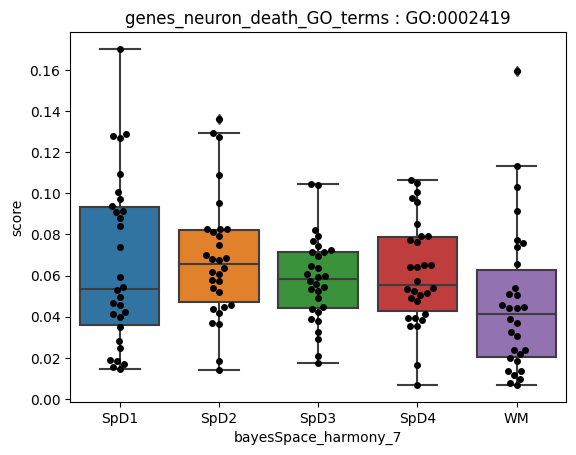 genes_neuron_death_GO_terms : GO:0002419
0.16
0.14
0.12
0.10
0.08
0.06
0.04
0.02
0.00
score
SpD1 SpD2 SpD3 SpD4 WM
bayesSpace_harmony_7